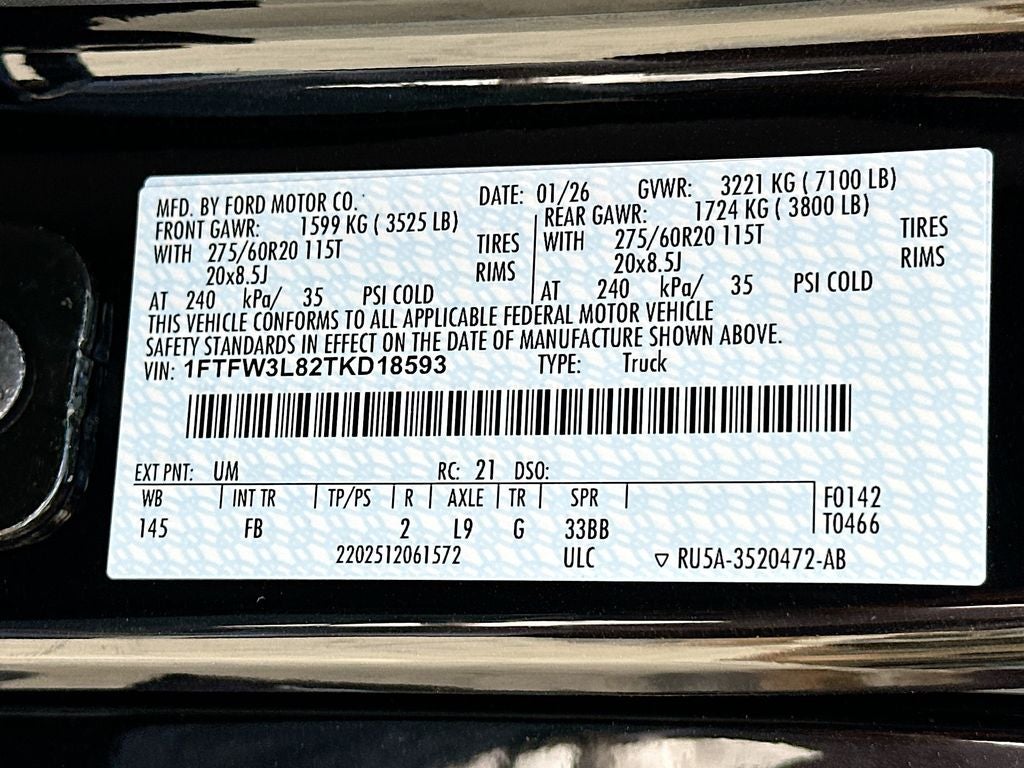 MFD. BY FORD MOTOR CO. DATE: 01/26 GVWR: 3221 KG ( 7100 LB)
FRONT GAWR: 1599 KG ( 3525 LB) REAR GAWR: 1724 KG ( 3800 LB)
WITH 275/60R20 115T TIRES WITH 275/60R20 115T TIRES
20x8.5J RIMS 20x8.5J RIMS
AT 240 kPa/ 35 PSI COLD AT 240 kPa/ 35 PSI COLD
THIS VEHICLE CONFORMS TO ALL APPLICABLE FEDERAL MOTOR VEHICLE
SAFETY STANDARDS IN EFFECT ON THE DATE OF MANUFACTURE SHOWN ABOVE.
VIN: 1FTFW3L82TKD18593 TYPE: Truck
EXT PNT: UM RC: 21 DSO:
WB INT TR TP/PS R AXLE TR SPR F0142
145 FB 2 L9 G 33BB T0466
2202512061572 ULC ▽ RU5A-3520472-AB